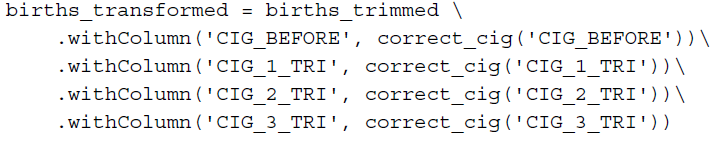 births_transformed = births_trimmed \
    .withColumn('CIG_BEFORE', correct_cig('CIG_BEFORE'))\
    .withColumn('CIG_1_TRI', correct_cig('CIG_1_TRI'))\
    .withColumn('CIG_2_TRI', correct_cig('CIG_2_TRI'))\
    .withColumn('CIG_3_TRI', correct_cig('CIG_3_TRI'))